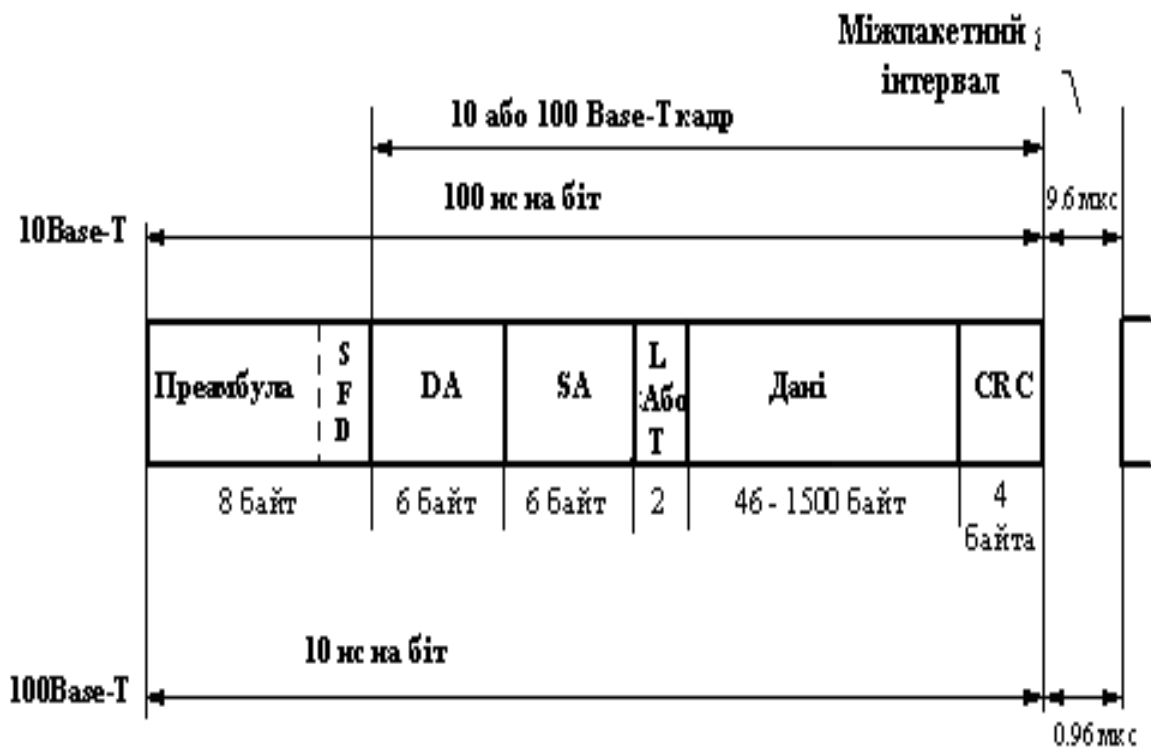 Міжпакетний
інтервал
10 або 100 Base-T кадр
100 нс на біт
9.6 мкс
10Base-T
Преамбула
S
F
D
DA
SA
L
Або
T
Дані
CRC
8 байт
6 байт
6 байт
2
46 - 1500 байт
4
байта
10 нс на біт
100Base-T
0.96 мкс